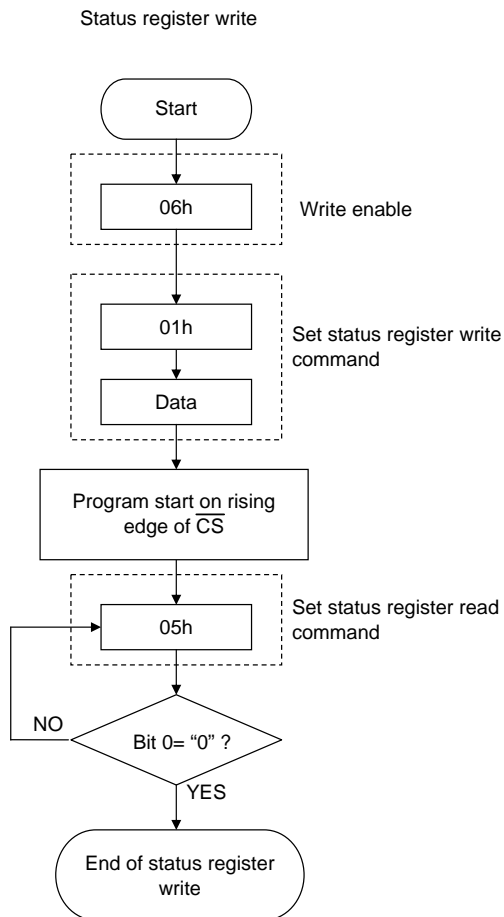 Status register write
Start
06h
Write enable
01h
Set status register write
command
Data
Program start on rising
edge of C̅S̅
05h
Set status register read
command
NO
Bit 0= “0” ?
YES
End of status register
write